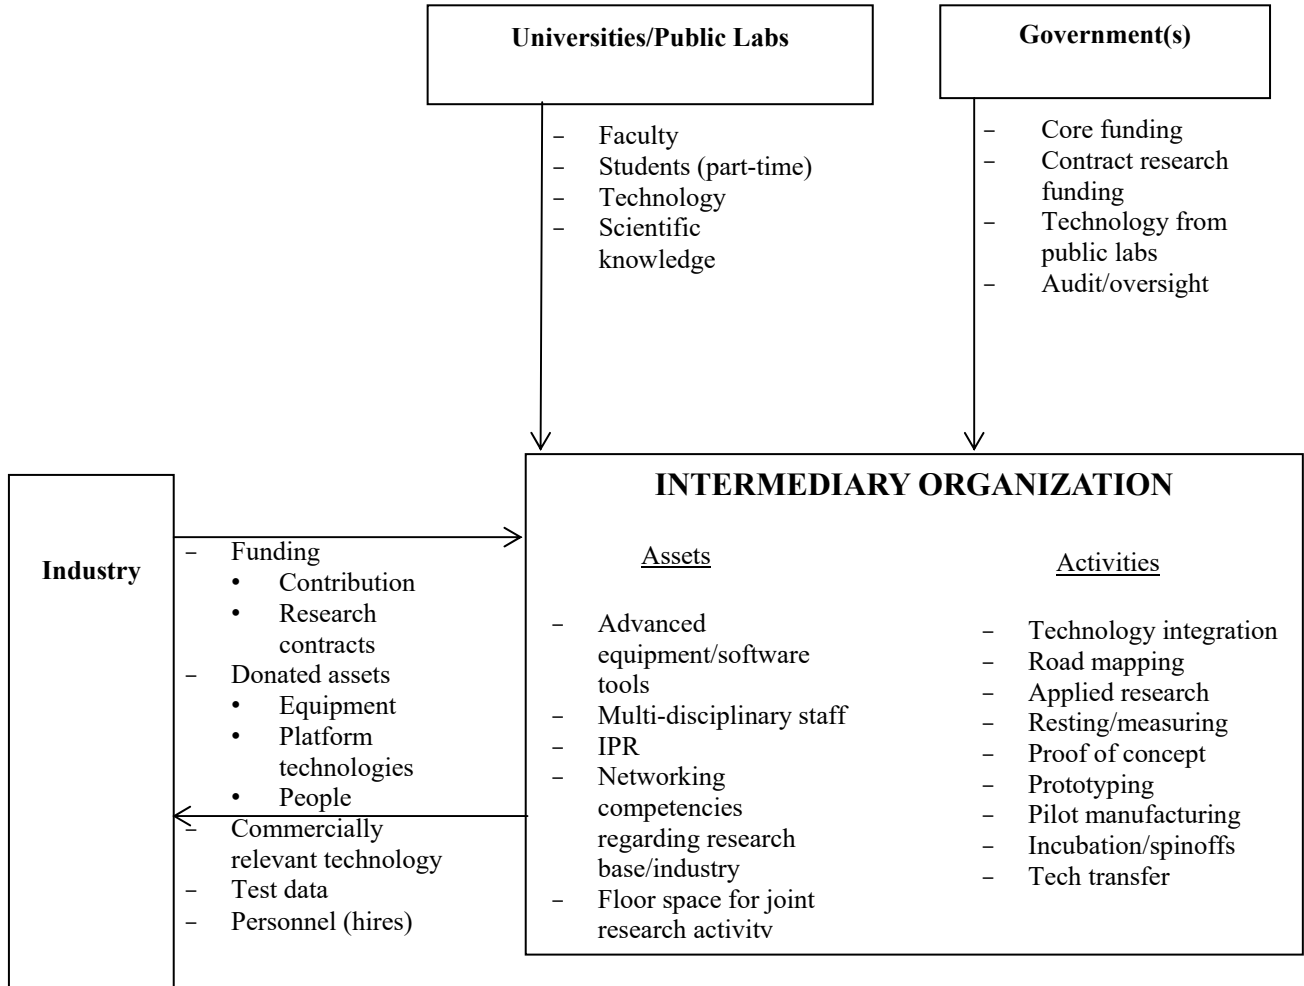 Universities/Public Labs
Government(s)
– Faculty
– Students (part-time)
– Technology
– Scientific
knowledge
– Core funding
– Contract research
funding
– Technology from
public labs
– Audit/oversight
Industry
– Funding
• Contribution
• Research
contracts
– Donated assets
• Equipment
• Platform
technologies
• People
– Commercially
relevant technology
– Test data
– Personnel (hires)
INTERMEDIARY ORGANIZATION
Assets
– Advanced
equipment/software
tools
– Multi-disciplinary staff
– IPR
– Networking
competencies
regarding research
base/industry
– Floor space for joint
research activity
Activities
– Technology integration
– Road mapping
– Applied research
– Resting/measuring
– Proof of concept
– Prototyping
– Pilot manufacturing
– Incubation/spinoffs
– Tech transfer